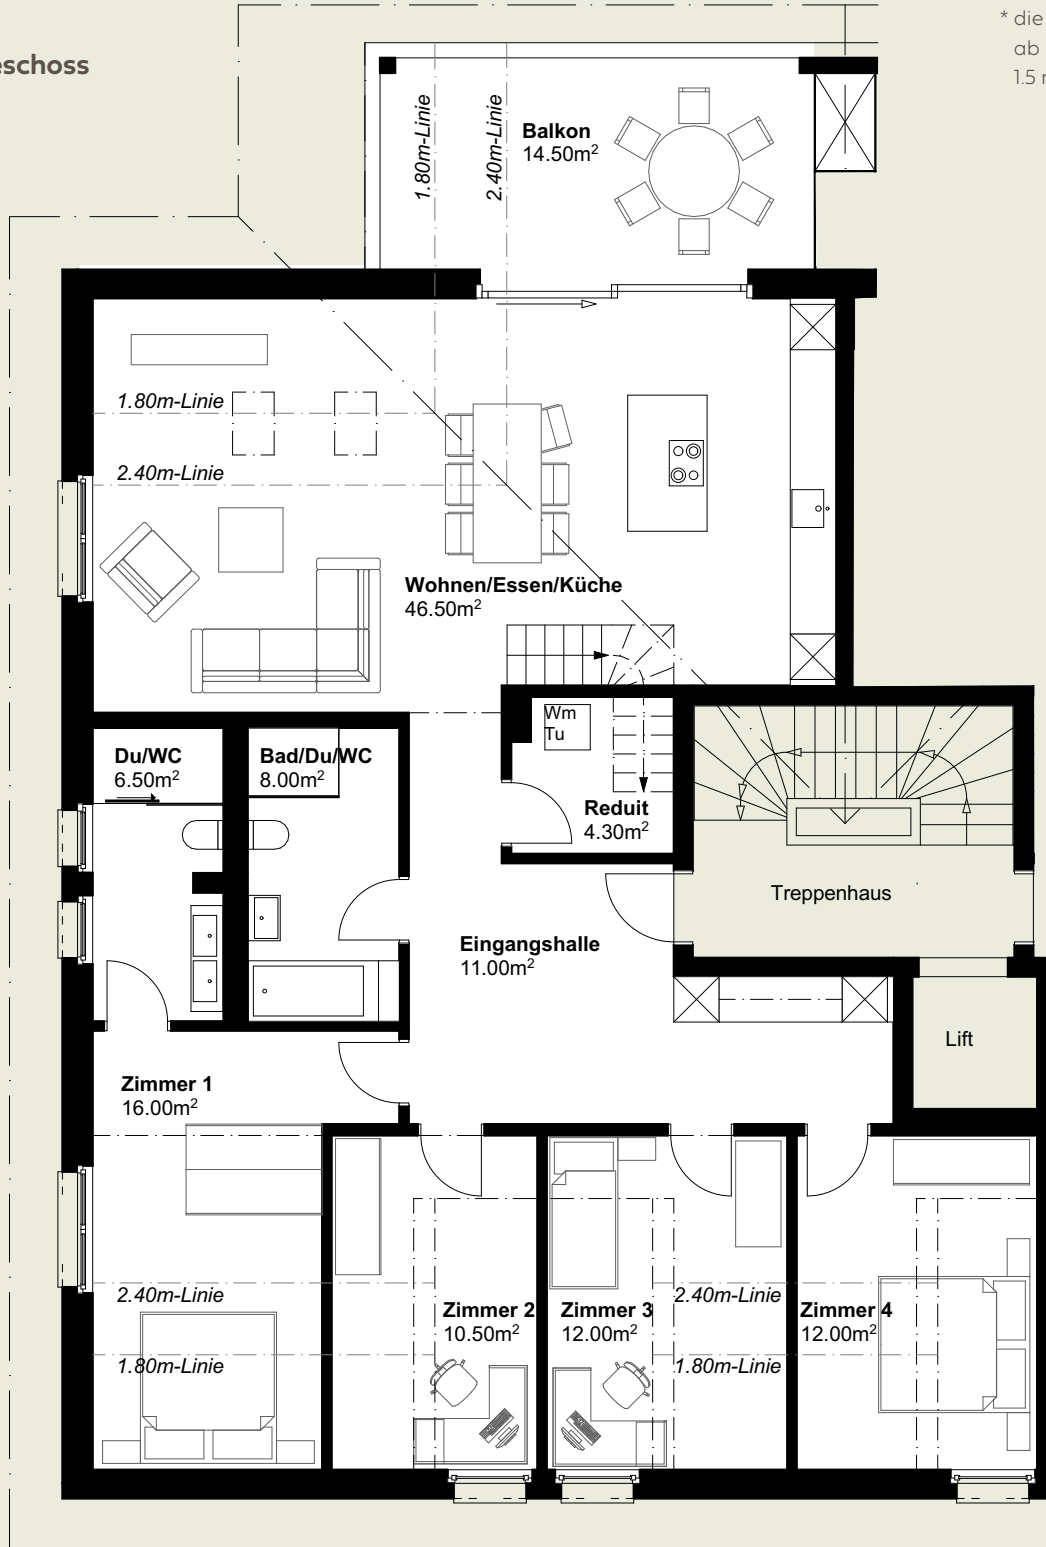 eschoss
* die
ab
1.5 m
1.80m-Linie
2.40m-Linie
Balkon
14.50m²
1.80m-Linie
2.40m-Linie
Wohnen/Essen/Küche
46.50m²
Wm
Tu
Du/WC
6.50m²
Bad/Du/WC
8.00m²
Reduit
4.30m²
Treppenhaus
Eingangshalle
11.00m²
Lift
Zimmer 1
16.00m²
2.40m-Linie
1.80m-Linie
Zimmer 2
10.50m²
Zimmer 3
12.00m²
2.40m-Linie
1.80m-Linie
Zimmer 4
12.00m²